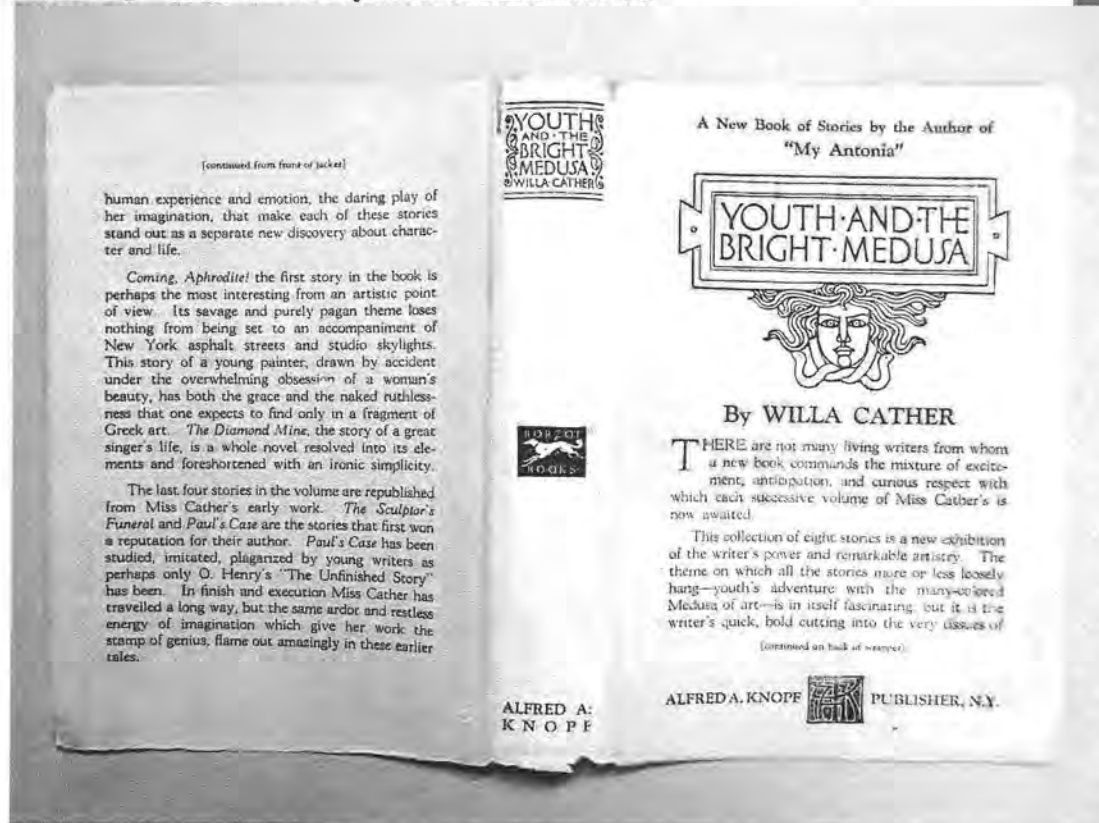 [continued from front of jacket]
human experience and emotion, the daring play of
her imagination, that make each of these stories
stand out as a separate new discovery about charac-
ter and life.
Coming, Aphrodite! the first story in the book is
perhaps the most interesting from an artistic point
of view. Its savage and purely pagan theme loses
nothing from being set to an accompaniment of
New York asphalt streets and studio skylights.
This story of a young painter, drawn by accident
under the overwhelming obsession of a woman's
beauty, has both the grace and the naked ruthless-
ness that one expects to find only in a fragment of
Greek art. The Diamond Mine, the story of a great
singer's life, is a whole novel resolved into its ele-
ments and foreshortened with an ironic simplicity.
The last four stories in the volume are republished
from Miss Cather's early work. The Sculptor's
Funeral and Paul's Case are the stories that first won
a reputation for their author. Paul's Case has been
studied, imitated, plagarized by young writers as
perhaps only O. Henry's "The Unfinished Story"
has been. In finish and execution Miss Cather has
travelled a long way, but the same ardor and restless
energy of imagination which give her work the
stamp of genius, flame out amazingly in these earlier
tales.
YOUTH
AND·THE
BRIGHT
MEDUSA
WILLA·CATHER
BORZOI
BOOKS
ALFRED A.
KNOPF
A New Book of Stories by the Author of
"My Antonia"
YOUTH·AND·THE
BRIGHT·MEDUSA
By WILLA CATHER
THERE are not many living writers from whom
a new book commands the mixture of excite-
ment, anticipation, and curious respect with
which each successive volume of Miss Cather's is
now awaited.
This collection of eight stories is a new exhibition
of the writer's power and remarkable artistry. The
theme on which all the stories more or less loosely
hang—youth's adventure with the many-colored
Medusa of art—is in itself fascinating, but it is the
writer's quick, bold cutting into the very tissues of
[continued on back of wrapper]
ALFRED A. KNOPF PUBLISHER, N.Y.